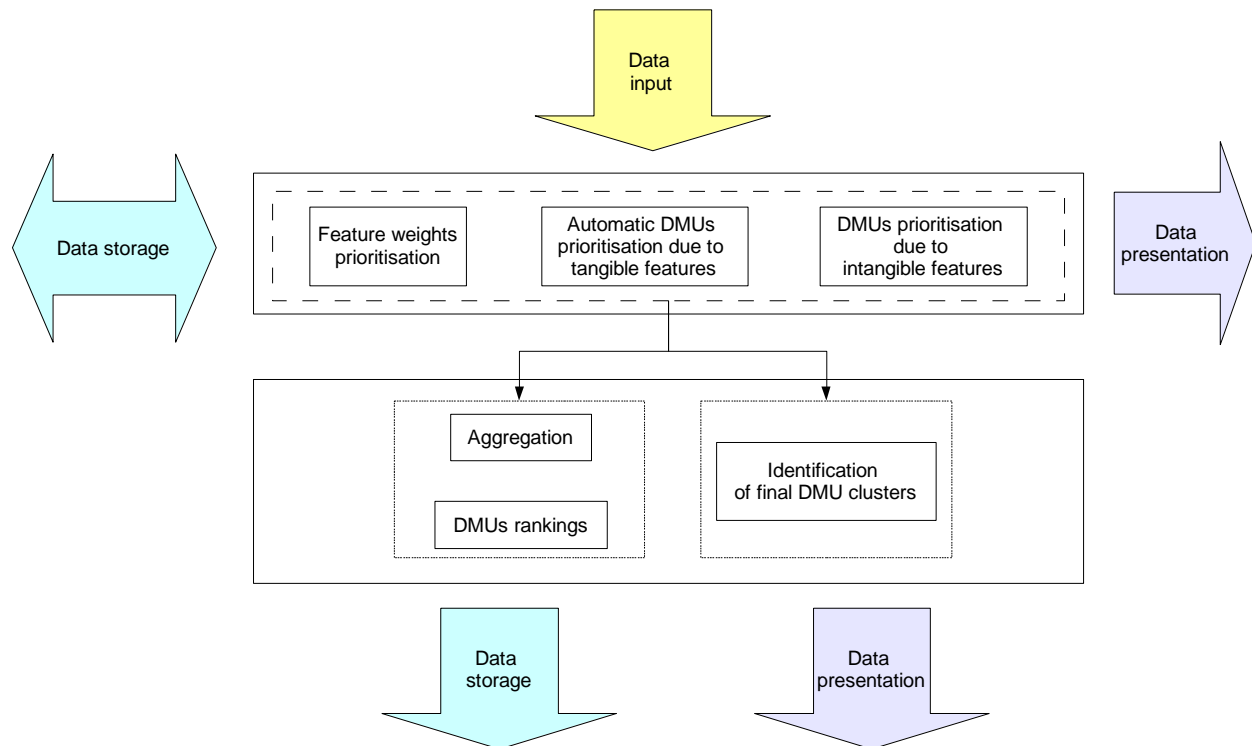 Data
input
Data storage
Feature weights
prioritisation
Automatic DMUs
prioritisation due to
tangible features
DMUs prioritisation
due to
intangible features
Data
presentation
Aggregation
DMUs rankings
Identification
of final DMU clusters
Data
storage
Data
presentation